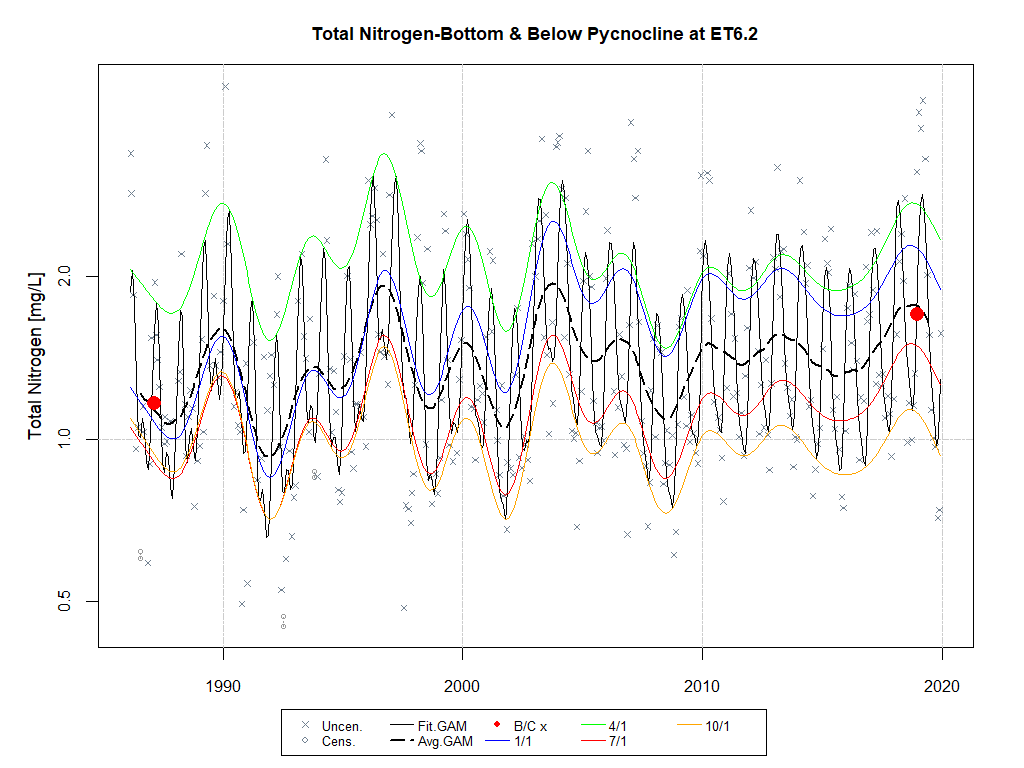 Total Nitrogen-Bottom & Below Pycnocline at ET6.2
Total Nitrogen [mg/L]
2.0
1.0
0.5
1990 2000 2010 2020
Uncen. Fit.GAM B/C x 4/1 10/1
Cens. Avg.GAM 1/1 7/1